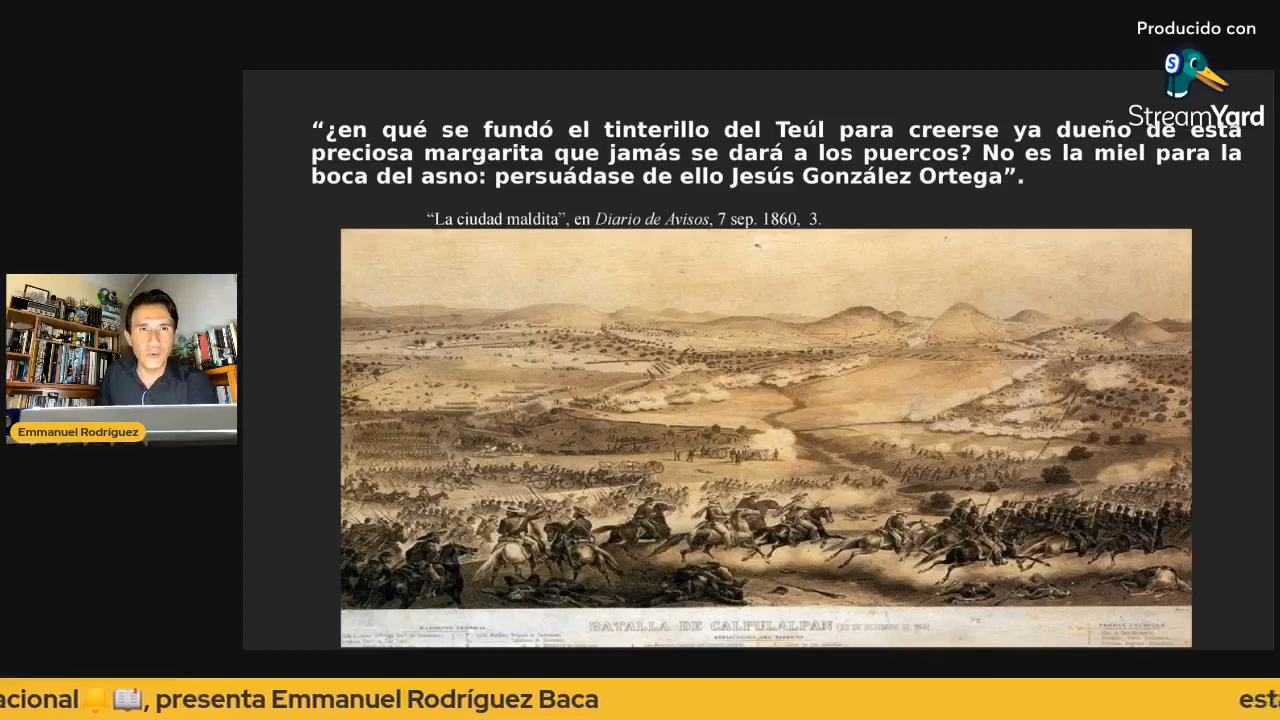 Producido con
StreamYard
“¿en qué se fundó el tinterillo del Teúl para creerse ya dueño de esta
preciosa margarita que jamás se dará a los puercos? No es la miel para la
boca del asno: persuádase de ello Jesús González Ortega”.
“La ciudad maldita”, en Diario de Avisos, 7 sep. 1860, 3.
Emmanuel Rodríguez
BATALLA DE CALPULALPAN
acional🔔📖, presenta Emmanuel Rodríguez Baca
esta